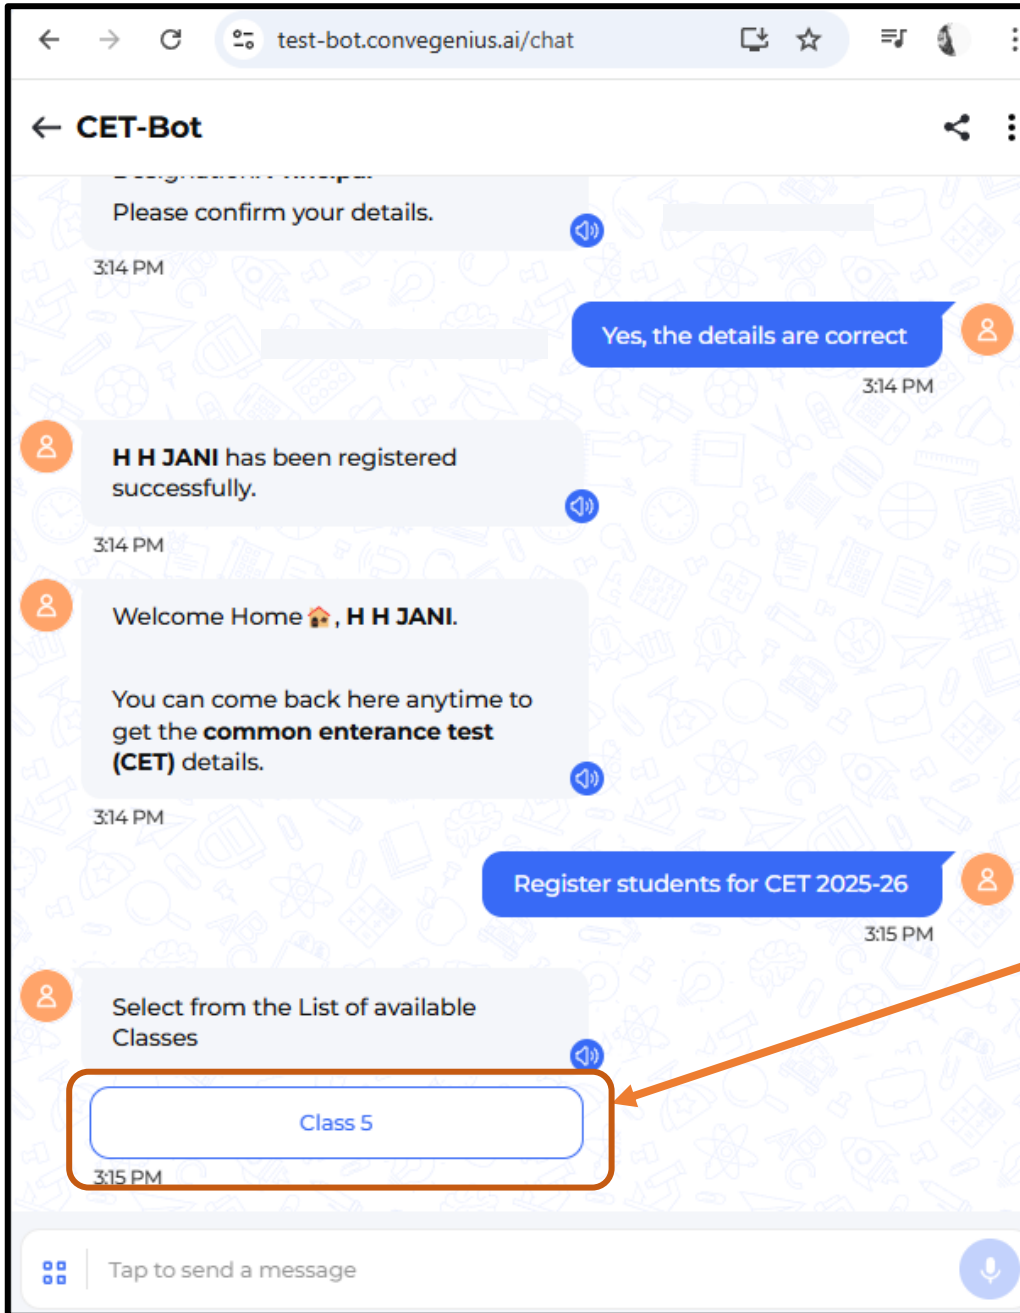 test-bot.convegenius.ai/chat
CET-Bot
Please confirm your details.
3:14 PM
Yes, the details are correct
3:14 PM
H H JANI has been registered
successfully.
3:14 PM
Welcome Home, H H JANI.
You can come back here anytime to
get the common enterance test
(CET) details.
3:14 PM
Register students for CET 2025-26
3:15 PM
Select from the List of available
Classes
Class 5
3:15 PM
Tap to send a message